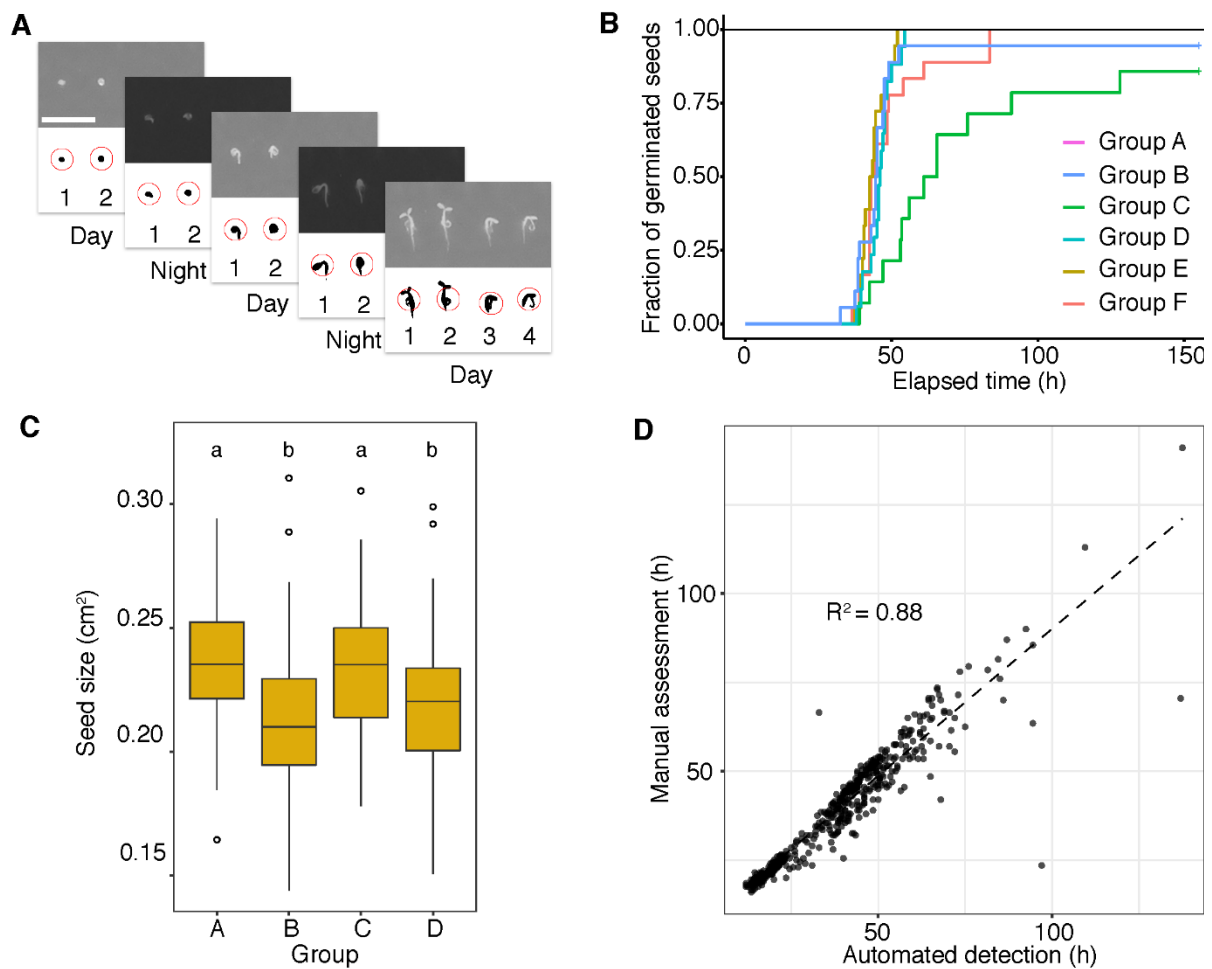 A
1 2
Day
1 2
Night
1 2
Day
1 2
Night
1 2 3 4
Day
B
Fraction of germinated seeds
1.00
0.75
0.50
0.25
0.00
0 50 100 150
Elapsed time (h)
Group A
Group B
Group C
Group D
Group E
Group F
C
a b a b
Seed size (cm²)
0.30
0.25
0.20
0.15
A B C D
Group
D
Manual assessment (h)
100
50
R² = 0.88
50 100
Automated detection (h)